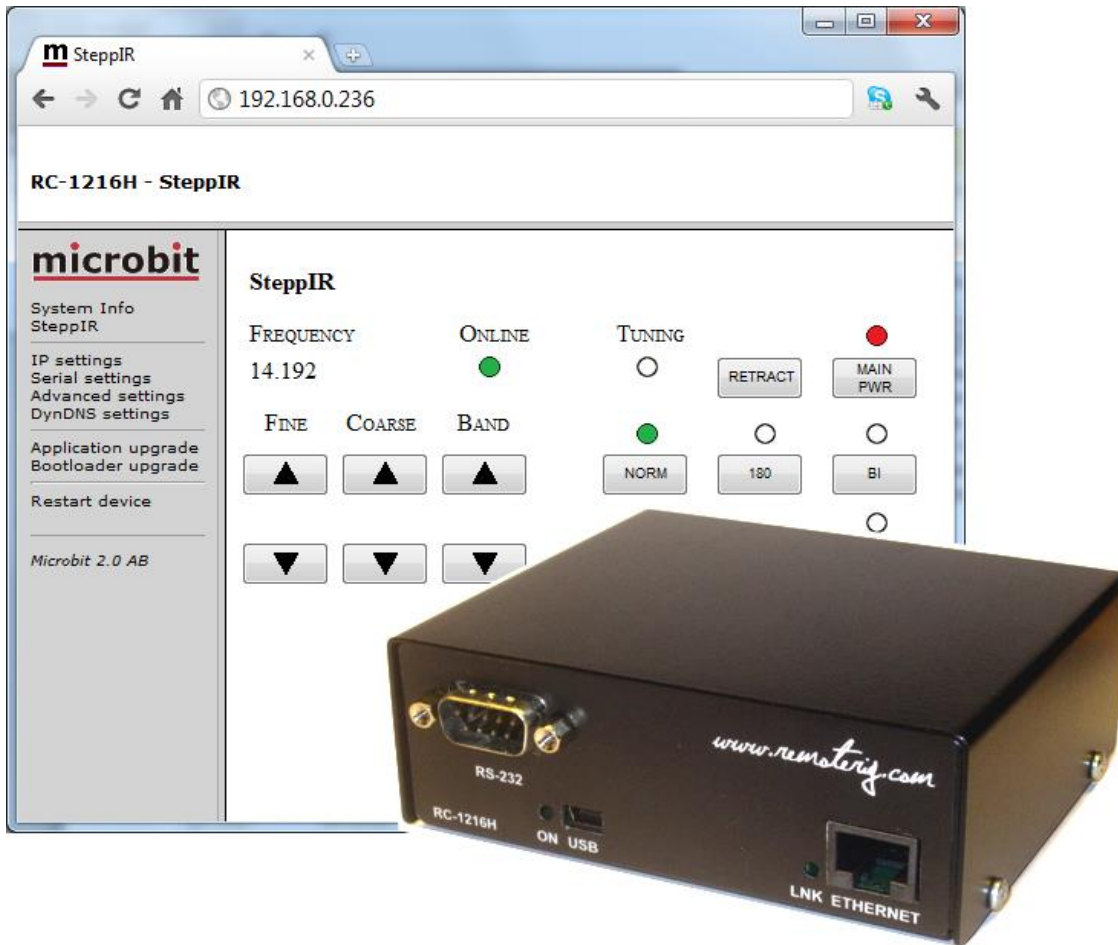 m SteppIR
192.168.0.236
RC-1216H - SteppIR
microbit
System Info
SteppIR
IP settings
Serial settings
Advanced settings
DynDNS settings
Application upgrade
Bootloader upgrade
Restart device
Microbit 2.0 AB
SteppIR
FREQUENCY ONLINE TUNING
14.192
RETRACT
MAIN
PWR
FINE COARSE BAND
NORM 180 BI
www.remoterig.com
RS-232
RC-1216H
ON USB
LNK ETHERNET